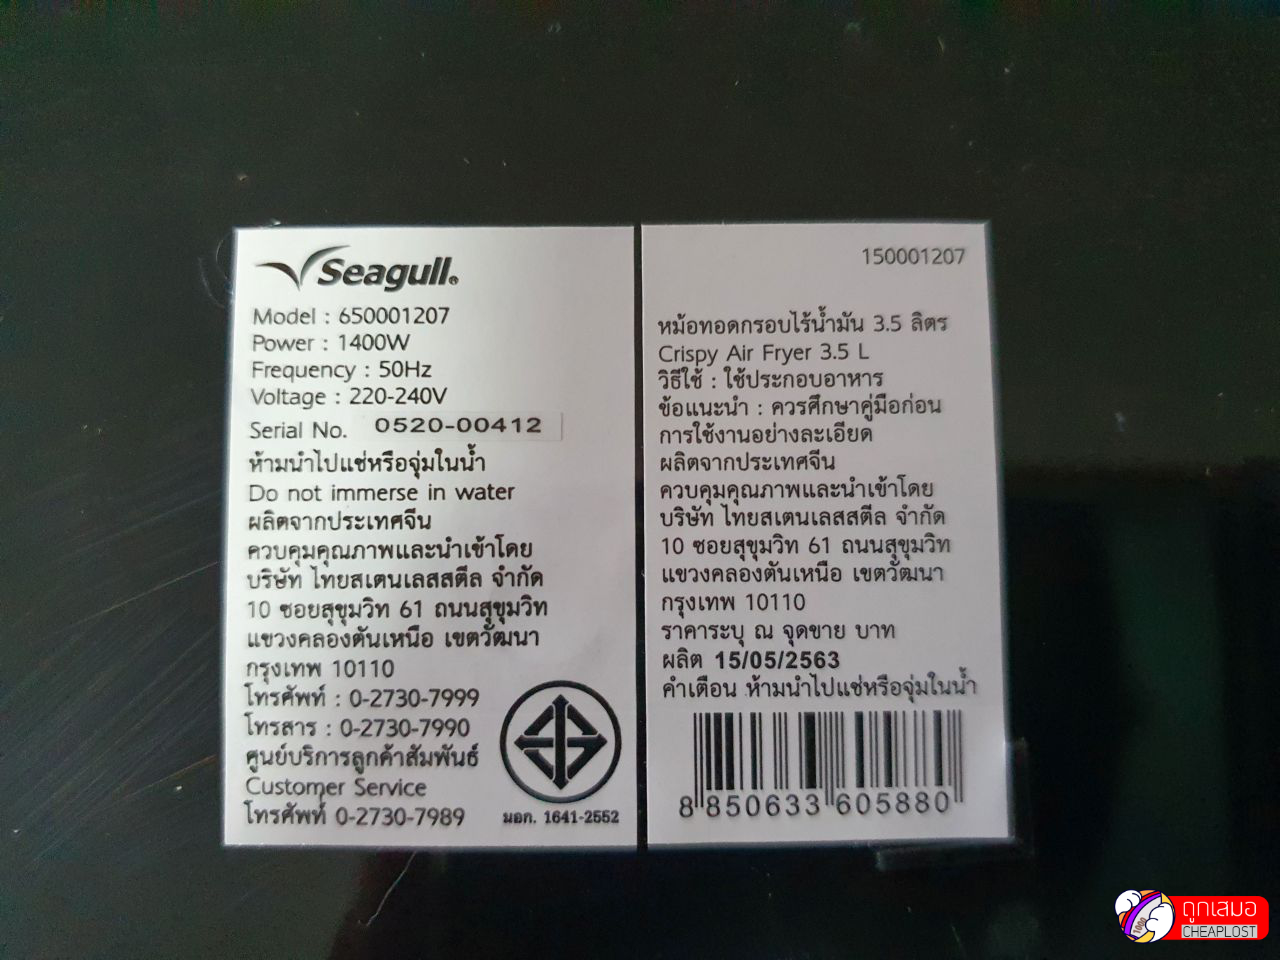 Seagull®
Model : 650001207
Power : 1400W
Frequency : 50Hz
Voltage : 220-240V
Serial No. 0520-00412
ห้ามนำไปแช่หรือจุ่มในน้ำ
Do not immerse in water
ผลิตจากประเทศจีน
ควบคุมคุณภาพและนำเข้าโดย
บริษัท ไทยสเตนเลสสตีล จำกัด
10 ซอยสุขุมวิท 61 ถนนสุขุมวิท
แขวงคลองตันเหนือ เขตวัฒนา
กรุงเทพ 10110
โทรศัพท์ : 0-2730-7999
โทรสาร : 0-2730-7990
ศูนย์บริการลูกค้าสัมพันธ์
Customer Service
โทรศัพท์ 0-2730-7989
มอก. 1641-2552
150001207
หม้อทอดกรอบไร้น้ำมัน 3.5 ลิตร
Crispy Air Fryer 3.5 L
วิธีใช้ : ใช้ประกอบอาหาร
ข้อแนะนำ : ควรศึกษาคู่มือก่อน
การใช้งานอย่างละเอียด
ผลิตจากประเทศจีน
ควบคุมคุณภาพและนำเข้าโดย
บริษัท ไทยสเตนเลสสตีล จำกัด
10 ซอยสุขุมวิท 61 ถนนสุขุมวิท
แขวงคลองตันเหนือ เขตวัฒนา
กรุงเทพ 10110
ราคาระบุ ณ จุดขาย บาท
ผลิต 15/05/2563
คำเตือน ห้ามนำไปแช่หรือจุ่มในน้ำ
8 850633 605880
ถูกเสมอ
CHEAPLOST